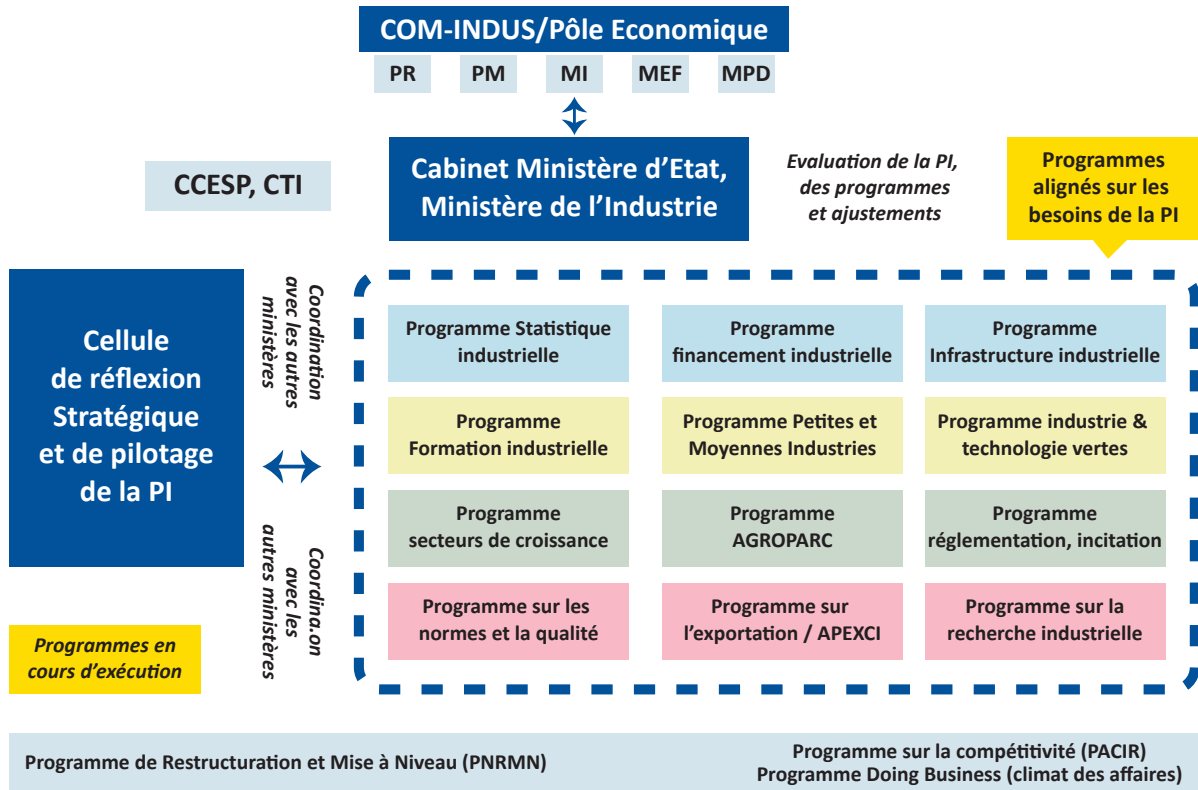 COM-INDUS/Pôle Economique
PR
PM
MI
MEF
MPD
CCESP, CTI
Cabinet Ministère d’Etat,
Ministère de l’Industrie
Evaluation de la PI,
des programmes
et ajustements
Programmes
alignés sur les
besoins de la PI
Cellule
de réflexion
Stratégique
et de pilotage
de la PI
Coordination
avec les autres
ministères
Coordina.on
avec les
autres ministères
Programme Statistique
industrielle
Programme
financement industrielle
Programme
Infrastructure industrielle
Programme
Formation industrielle
Programme Petites et
Moyennes Industries
Programme industrie &
technologie vertes
Programme
secteurs de croissance
Programme
AGROPARC
Programme
réglementation, incitation
Programme sur les
normes et la qualité
Programme sur
l’exportation / APEXCI
Programme sur la
recherche industrielle
Programmes en
cours d’exécution
Programme de Restructuration et Mise à Niveau (PNRMN)
Programme sur la compétitivité (PACIR)
Programme Doing Business (climat des affaires)